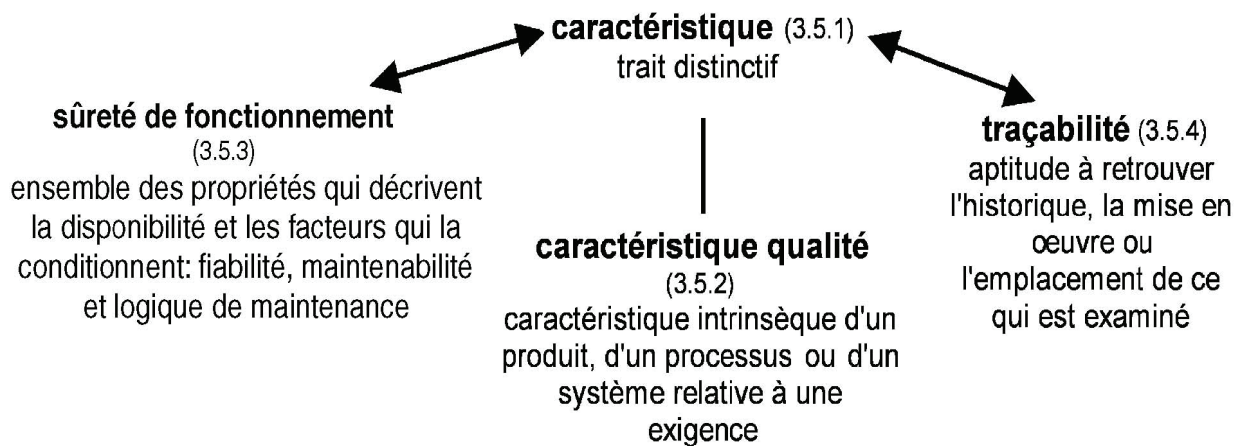 caractéristique (3.5.1)
trait distinctif
sûreté de fonctionnement
(3.5.3)
ensemble des propriétés qui décrivent
la disponibilité et les facteurs qui la
conditionnent: fiabilité, maintenabilité
et logique de maintenance
caractéristique qualité
(3.5.2)
caractéristique intrinsèque d'un
produit, d'un processus ou d'un
système relative à une
exigence
traçabilité (3.5.4)
aptitude à retrouver
l'historique, la mise en
œuvre ou
l'emplacement de ce
qui est examiné